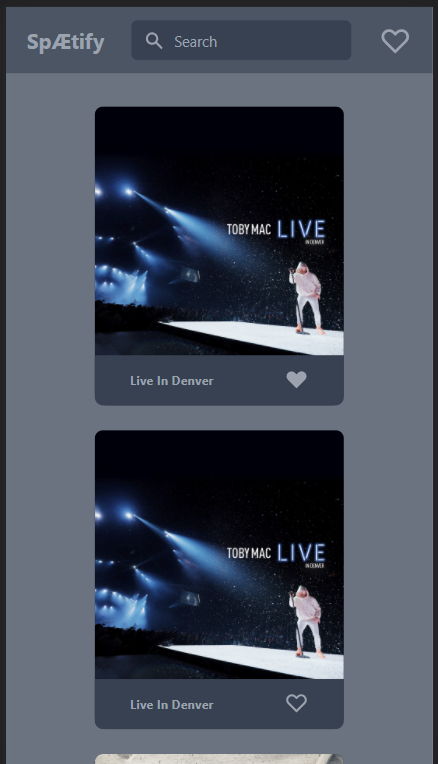 SpÆtify
Search
TOBY MAC LIVE
IN DENVER
Live In Denver
TOBY MAC LIVE
IN DENVER
Live In Denver